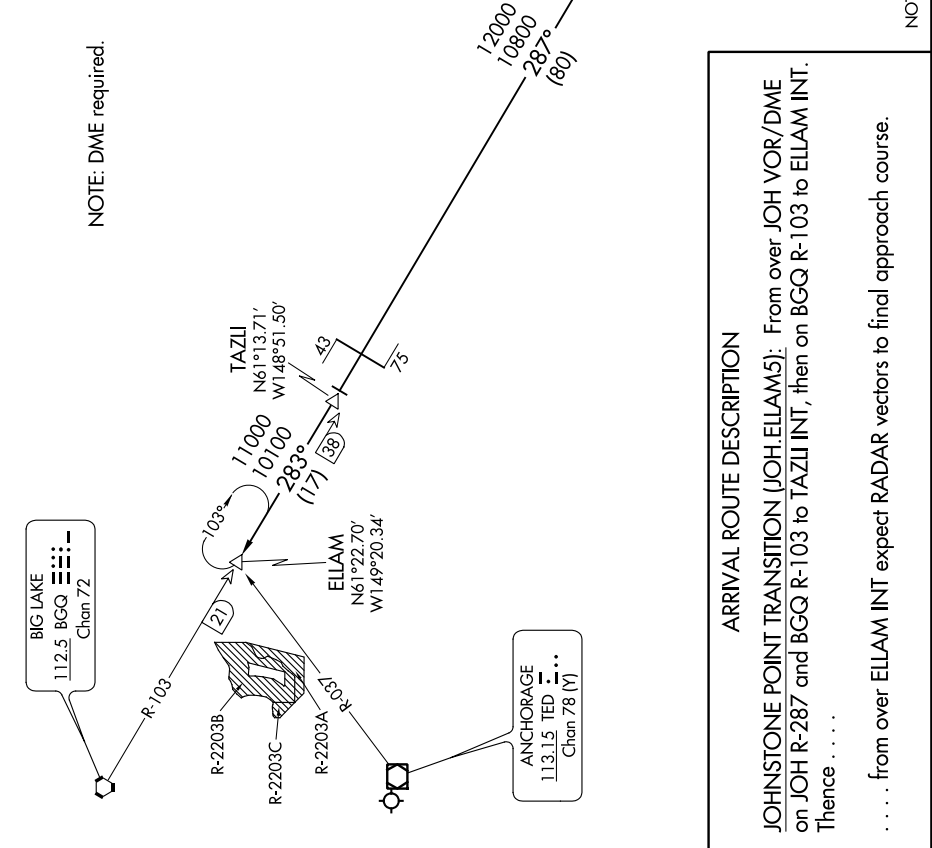 NOTE: DME required.
BIG LAKE
112.5 BGQ
Chan 72
R-103
21
103°
11000
10100
283°
(17)
38
TAZLI
N61°13.71'
W148°51.50'
43
75
12000
10800
287°
(80)
ELLAM
N61°22.70'
W149°20.34'
R-2203B
R-2203C
R-2203A
R-037
ANCHORAGE
113.15 TED
Chan 78 (Y)
NOT
ARRIVAL ROUTE DESCRIPTION
JOHNSTONE POINT TRANSITION (JOH.ELLAM5): From over JOH VOR/DME
on JOH R-287 and BGQ R-103 to TAZLI INT, then on BGQ R-103 to ELLAM INT.
Thence . . . .
. . . . from over ELLAM INT expect RADAR vectors to final approach course.